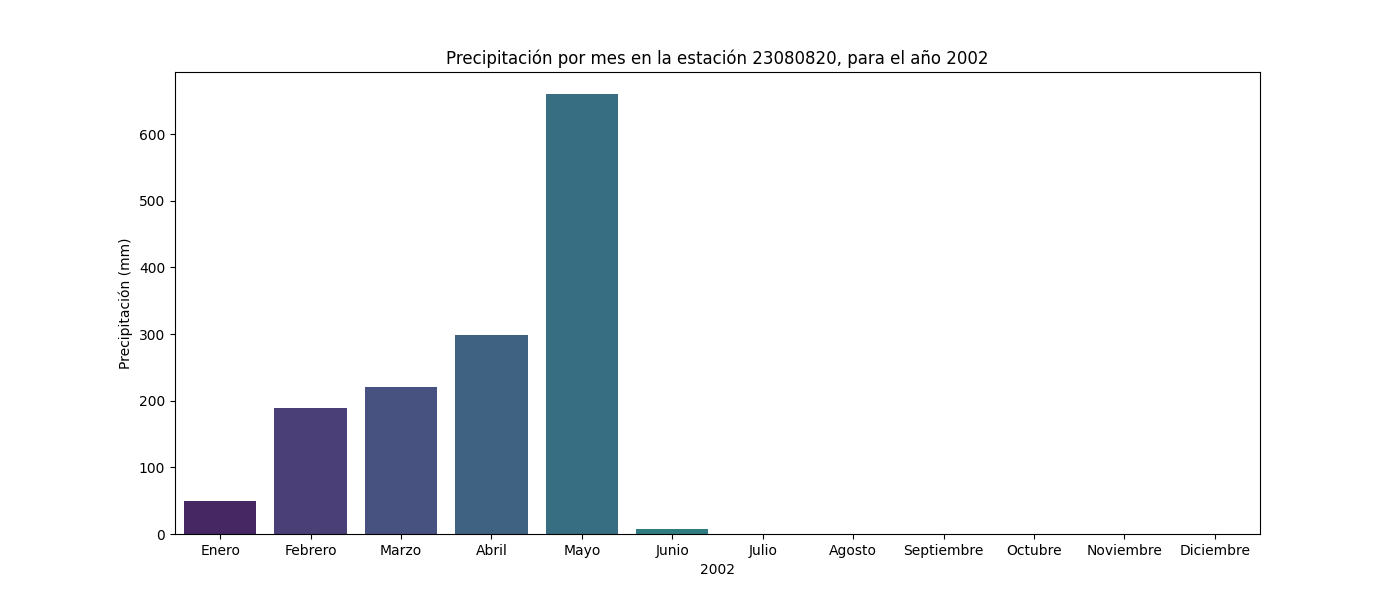 Precipitación por mes en la estación 23080820, para el año 2002
Precipitación (mm)
600
500
400
300
200
100
0
Enero Febrero Marzo Abril Mayo Junio Julio Agosto Septiembre Octubre Noviembre Diciembre
2002